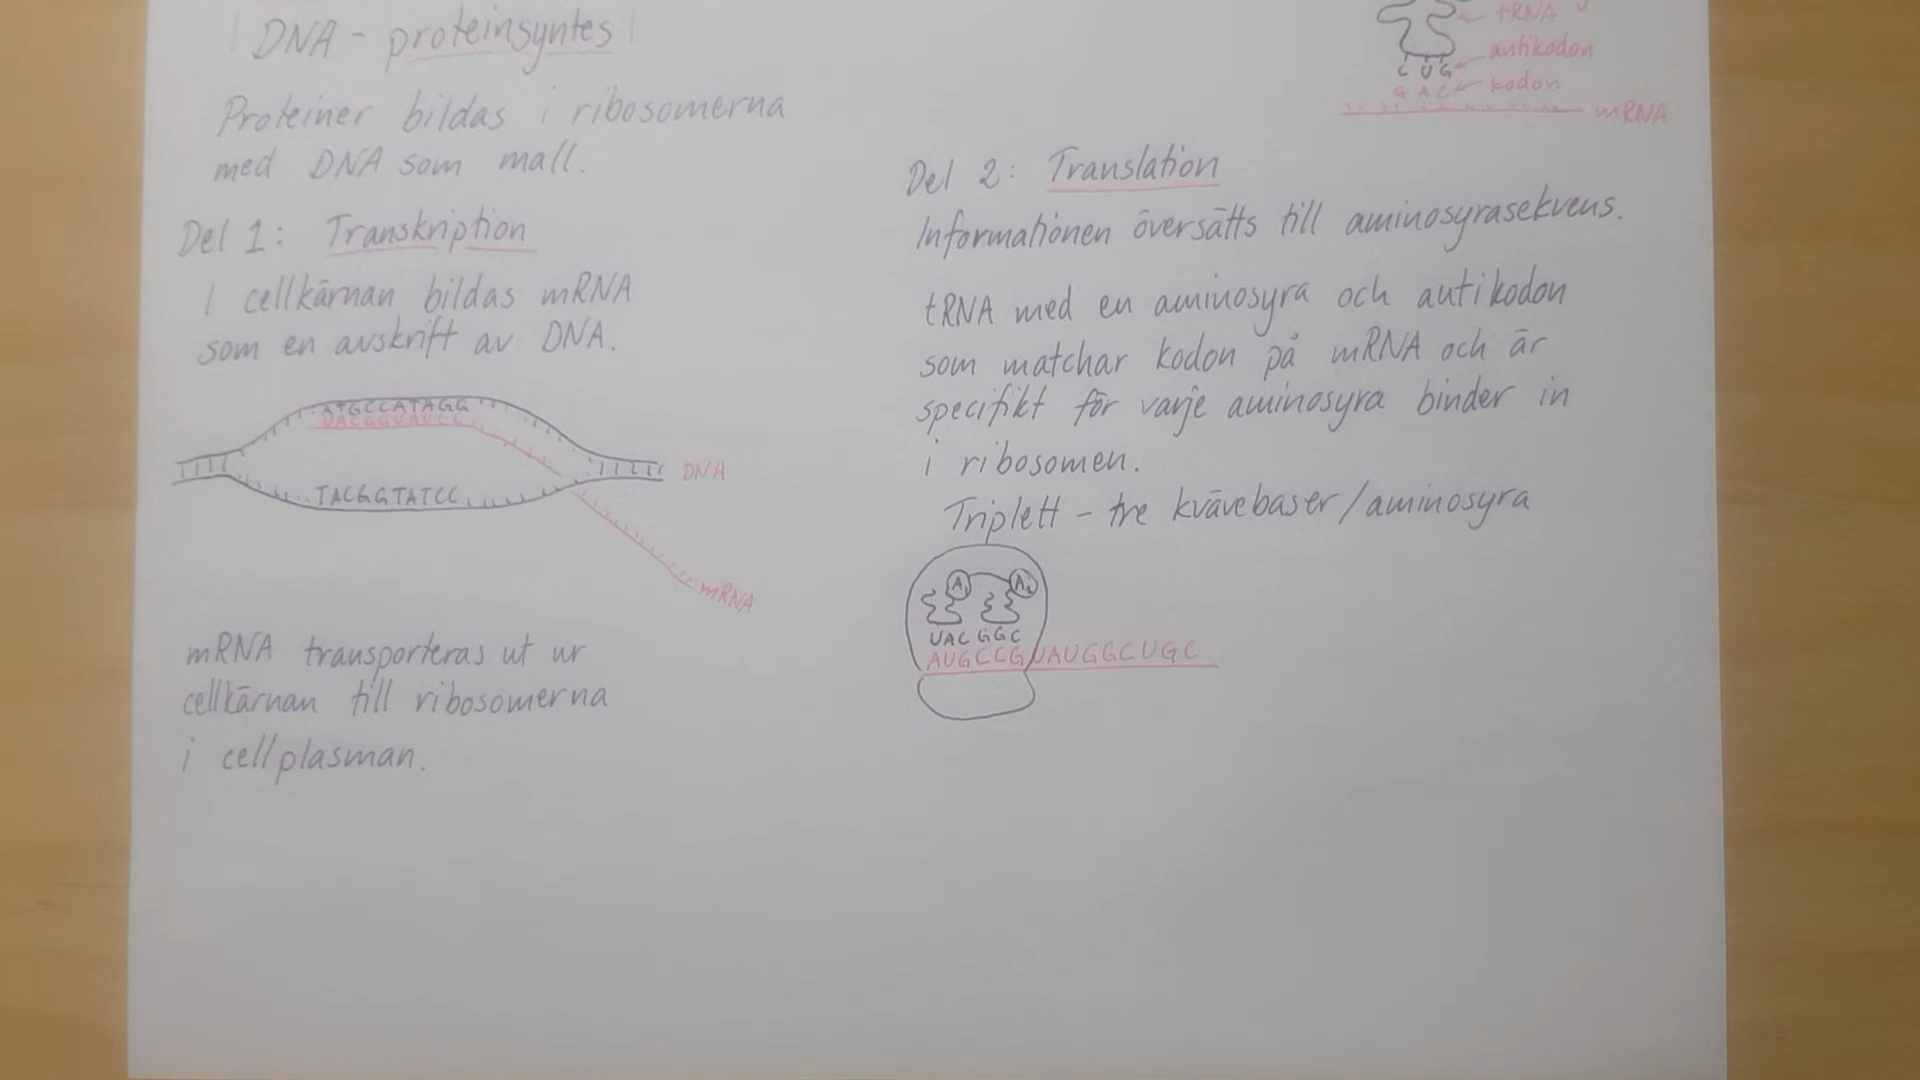 DNA - proteinsyntes
Proteiner bildas i ribosomerna
med DNA som mall.
Del 1: Transkription
I cellkärnan bildas mRNA
som en avskrift av DNA.
ATGCCATAGG
UACGGUAUCC
DNA
TACGGTATCC
mRNA
mRNA transporteras ut ur
cellkärnan till ribosomerna
i cellplasman.
tRNA
antikodon
CUG
kodon
GAC
mRNA
Del 2: Translation
Informationen översätts till aminosyrasekvens.
tRNA med en aminosyra och antikodon
som matchar kodon på mRNA och är
specifikt för varje aminosyra binder in
i ribosomen.
Triplett - tre kvävebaser/aminosyra
A1 A2
UAC GGC
AUGCCGUAUGGCUGC